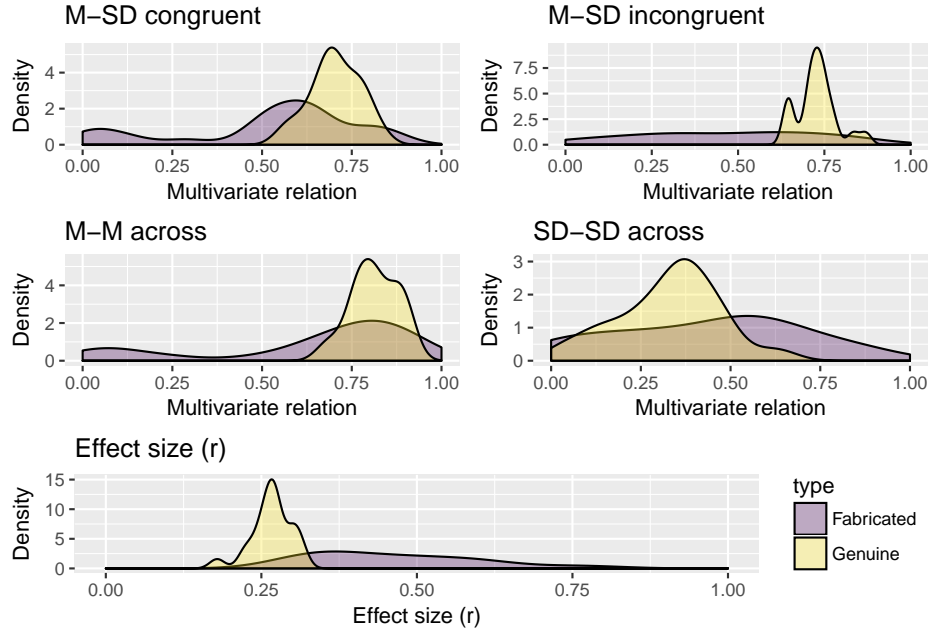 M−SD congruent
Density
4
2
0
0.00 0.25 0.50 0.75 1.00
Multivariate relation
M−SD incongruent
Density
7.5
5.0
2.5
0.0
0.00 0.25 0.50 0.75 1.00
Multivariate relation
M−M across
Density
4
2
0
0.00 0.25 0.50 0.75 1.00
Multivariate relation
SD−SD across
Density
3
2
1
0
0.00 0.25 0.50 0.75 1.00
Multivariate relation
Effect size (r)
Density
15
10
5
0
0.00 0.25 0.50 0.75 1.00
Effect size (r)
type
Fabricated
Genuine